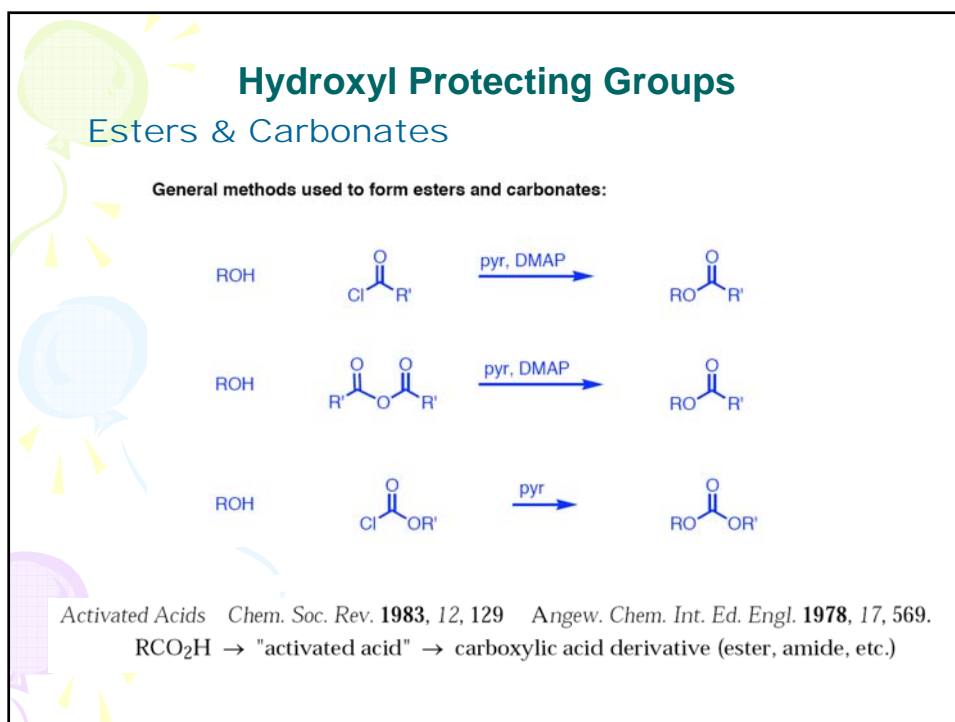 Hydroxyl Protecting Groups
Esters & Carbonates
General methods used to form esters and carbonates:
ROH Cl O R' pyr, DMAP RO O R'
ROH R' O O O R' pyr, DMAP RO O R'
ROH Cl O OR' pyr RO O OR'
Activated Acids Chem. Soc. Rev. 1983, 12, 129 Angew. Chem. Int. Ed. Engl. 1978, 17, 569.
RCO₂H → "activated acid" → carboxylic acid derivative (ester, amide, etc.)